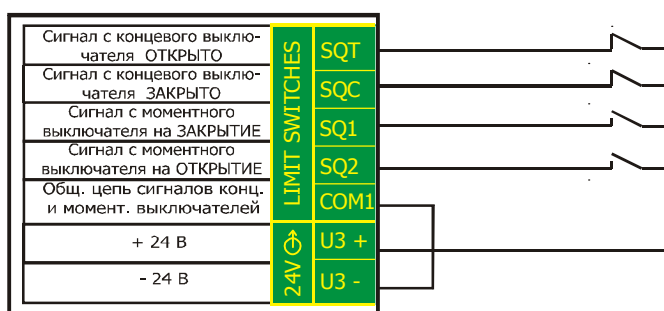 Сигнал с концевого выклю-
чателя ОТКРЫТО
SQT
Сигнал с концевого выклю-
чателя ЗАКРЫТО
SQC
Сигнал с моментного
выключателя на ЗАКРЫТИЕ
SQ1
Сигнал с моментного
выключателя на ОТКРЫТИЕ
SQ2
Общ. цепь сигналов конц.
и момент. выключателей
COM1
LIMIT SWITCHES
+ 24 В
U3 +
- 24 В
U3 -
24V